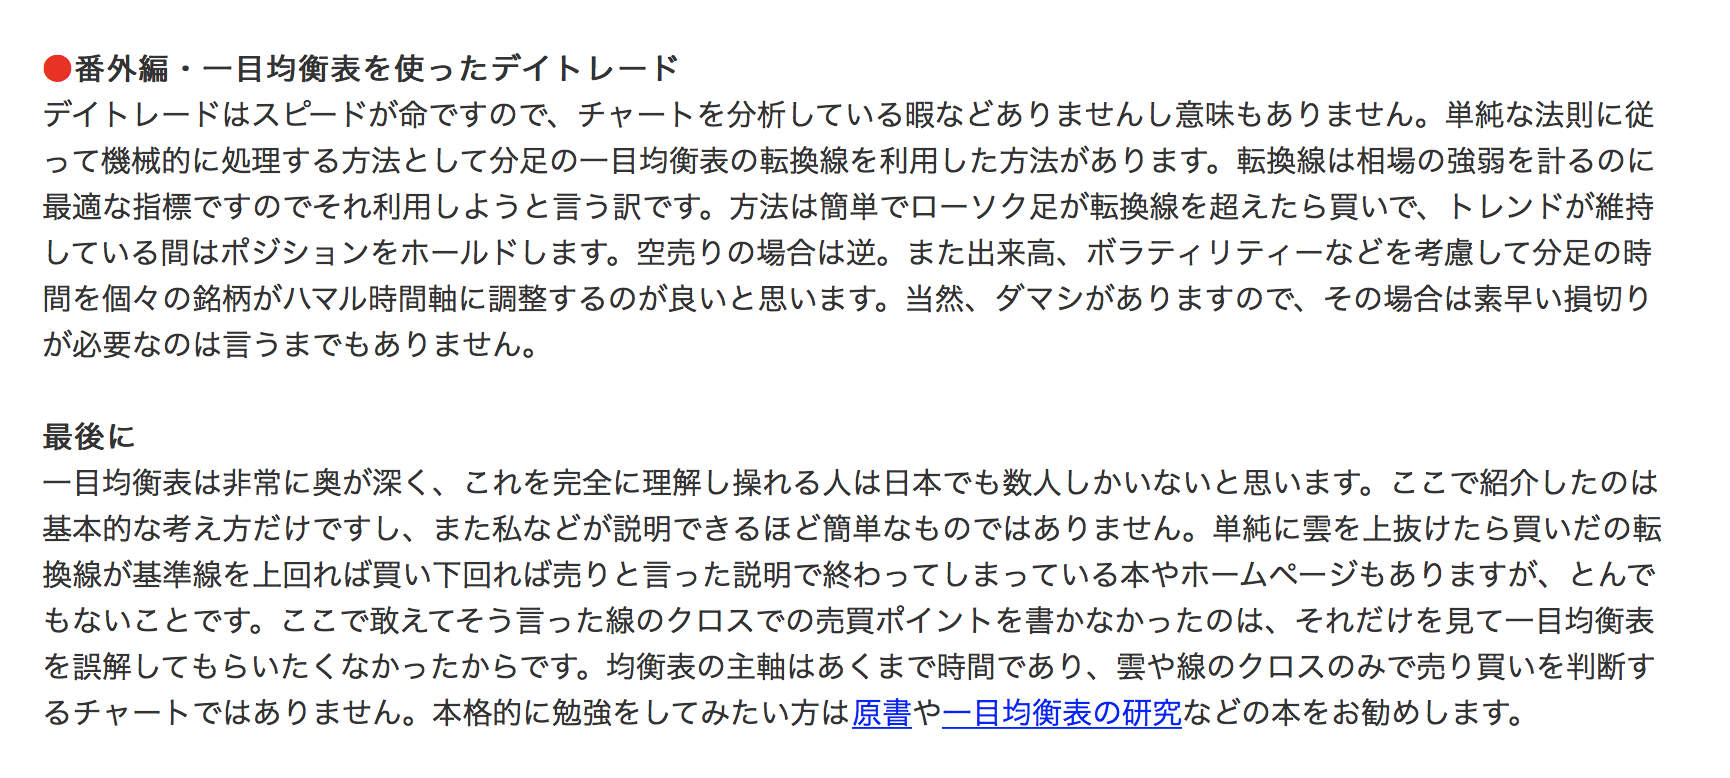 ●番外編・一目均衡表を使ったデイトレード
デイトレードはスピードが命ですので、チャートを分析している暇などありませんし意味もありません。単純な法則に従
って機械的に処理する方法として分足の一目均衡表の転換線を利用した方法があります。転換線は相場の強弱を計るのに
最適な指標ですのでそれ利用しようと言う訳です。方法は簡単でローソク足が転換線を超えたら買いで、トレンドが維持
している間はポジションをホールドします。空売りの場合は逆。また出来高、ボラティリティーなどを考慮して分足の時
間を個々の銘柄がハマル時間軸に調整するのが良いと思います。当然、ダマシがありますので、その場合は素早い損切り
が必要なのは言うまでもありません。
最後に
一目均衡表は非常に奥が深く、これを完全に理解し操れる人は日本でも数人しかいないと思います。ここで紹介したのは
基本的な考え方だけですし、また私などが説明できるほど簡単なものではありません。単純に雲を上抜けたら買いだの転
換線が基準線を上回れば買い下回れば売りと言った説明で終わってしまっている本やホームページもありますが、とんで
もないことです。ここで敢えてそう言った線のクロスでの売買ポイントを書かなかったのは、それだけを見て一目均衡表
を誤解してもらいたくなかったからです。均衡表の主軸はあくまで時間であり、雲や線のクロスのみで売り買いを判断す
るチャートではありません。本格的に勉強をしてみたい方は原書や一目均衡表の研究などの本をお勧めします。